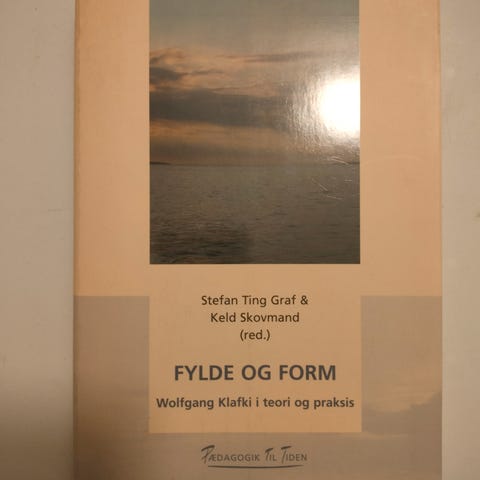 Stefan Ting Graf &
Keld Skovmand
(red.)
FYLDE OG FORM
Wolfgang Klafki i teori og praksis
PÆDAGOGIK TIL TIDEN